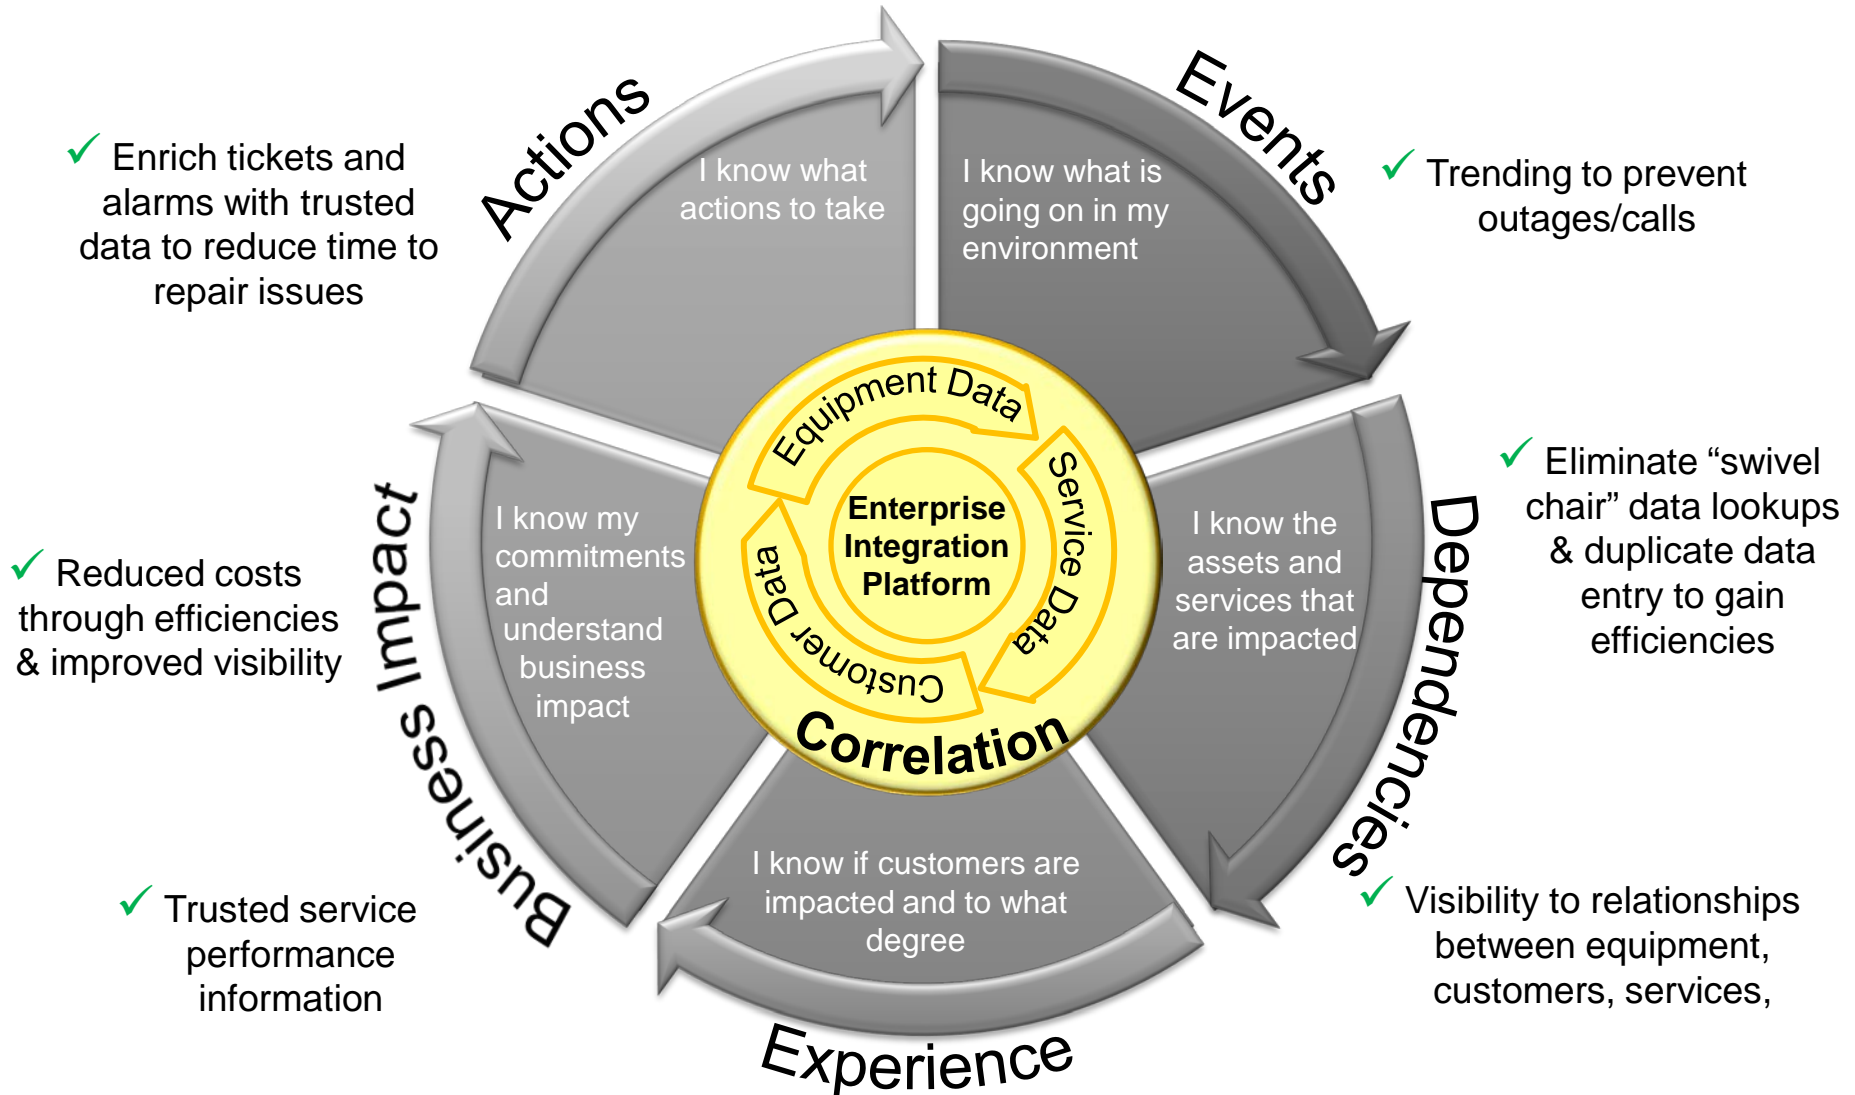 Actions
Events
✓ Enrich tickets and
alarms with trusted
data to reduce time to
repair issues
I know what
actions to take
I know what is
going on in my
environment
✓ Trending to prevent
outages/calls
Equipment Data
Service Data
Customer Data
Enterprise
Integration
Platform
Correlation
Dependencies
I know the
assets and
services that
are impacted
✓ Eliminate “swivel
chair” data lookups
& duplicate data
entry to gain
efficiencies
Business Impact
I know my
commitments
and
understand
business
impact
✓ Reduced costs
through efficiencies
& improved visibility
I know if customers are
impacted and to what
degree
Experience
✓ Trusted service
performance
information
✓ Visibility to relationships
between equipment,
customers, services,